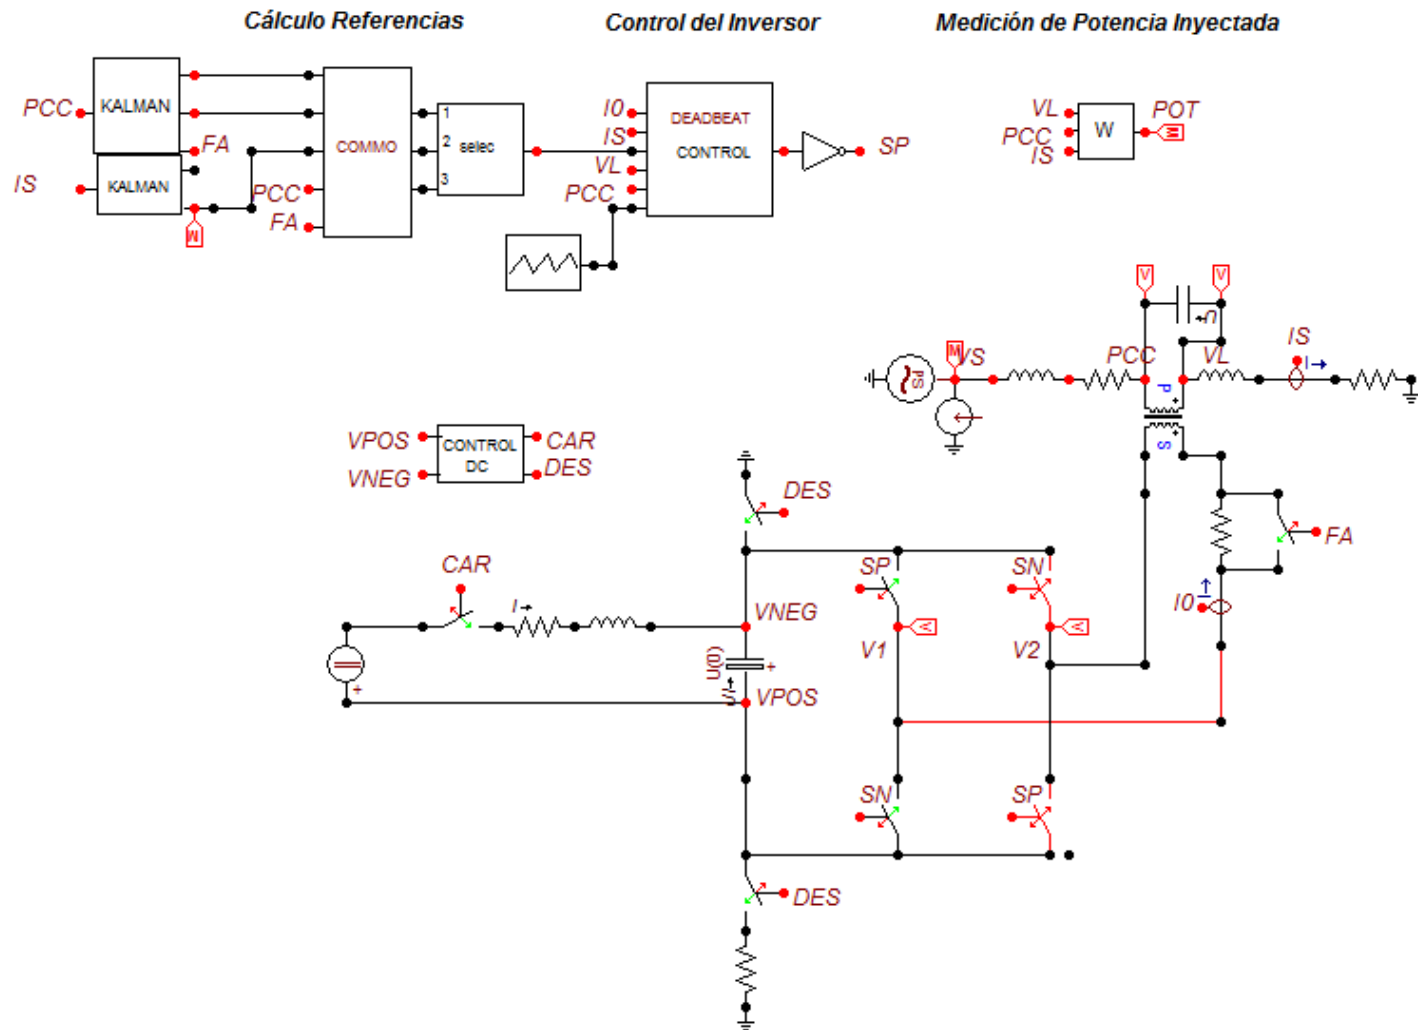 Cálculo Referencias
Control del Inversor
Medición de Potencia Inyectada
PCC
KALMAN
FA
IS
KALMAN
M
COMMO
PCC
FA
1
2
3
selec
I0
IS
VL
PCC
DEADBEAT
CONTROL
SP
VL
PCC
IS
W
POT
M
V
V
U
IS
M
VS
PCC
VL
I
PS
P
S
VPOS
VNEG
CONTROL
DC
CAR
DES
DES
FA
I0
I
CAR
I
VNEG
U(0)
+
VPOS
+
SP
SN
V
V
V1
V2
SN
SP
DES